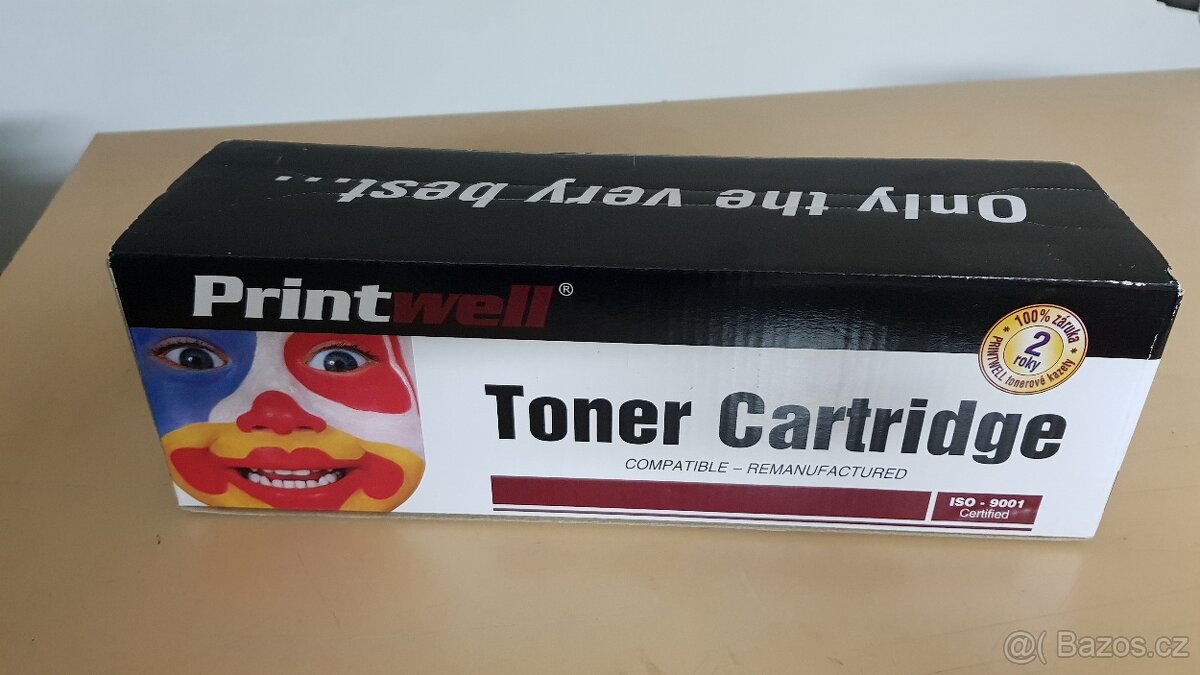 Only the very best...
Printwell®
* 100% záruka *
2
roky
PRINTWELL tonerové kazety
Toner Cartridge
COMPATIBLE – REMANUFACTURED
ISO - 9001
Certified
@( Bazos.cz